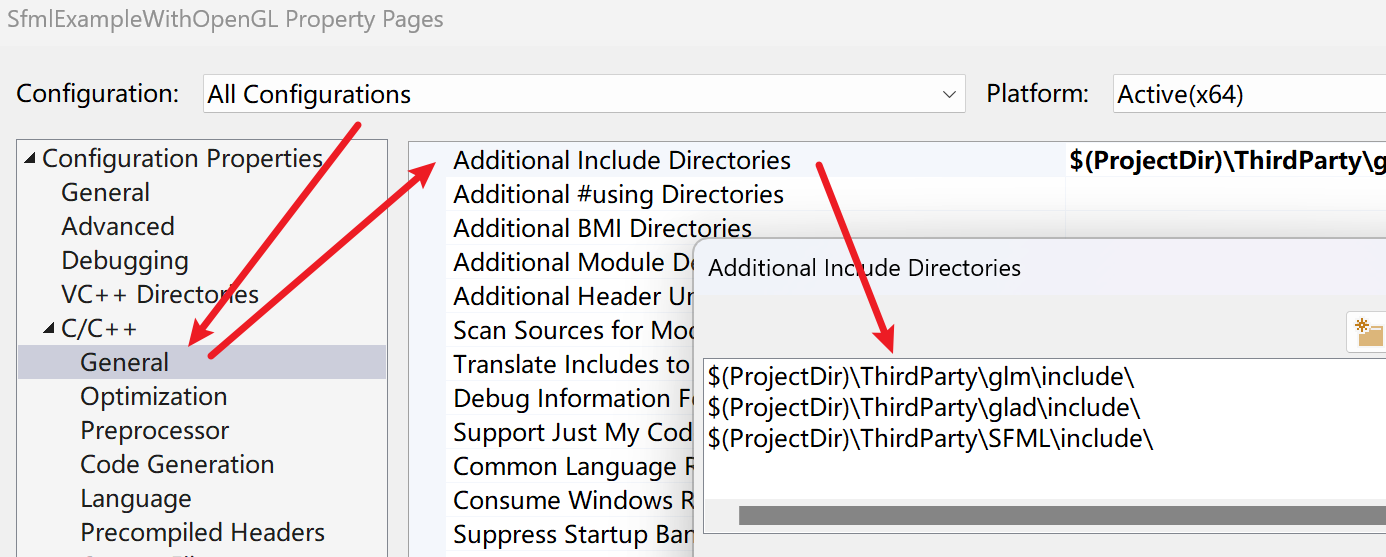 SfmlExampleWithOpenGL Property Pages
Configuration: All Configurations Platform: Active(x64)
Configuration Properties
General
Advanced
Debugging
VC++ Directories
C/C++
General
Optimization
Preprocessor
Code Generation
Language
Precompiled Headers
Additional Include Directories $(ProjectDir)\ThirdParty\g
Additional #using Directories
Additional BMI Directories
Additional Module De
Additional Header Un
Scan Sources for Mod
Translate Includes to
Debug Information Fo
Support Just My Cod
Common Language R
Consume Windows R
Suppress Startup Ban
Additional Include Directories
$(ProjectDir)\ThirdParty\glm\include\
$(ProjectDir)\ThirdParty\glad\include\
$(ProjectDir)\ThirdParty\SFML\include\